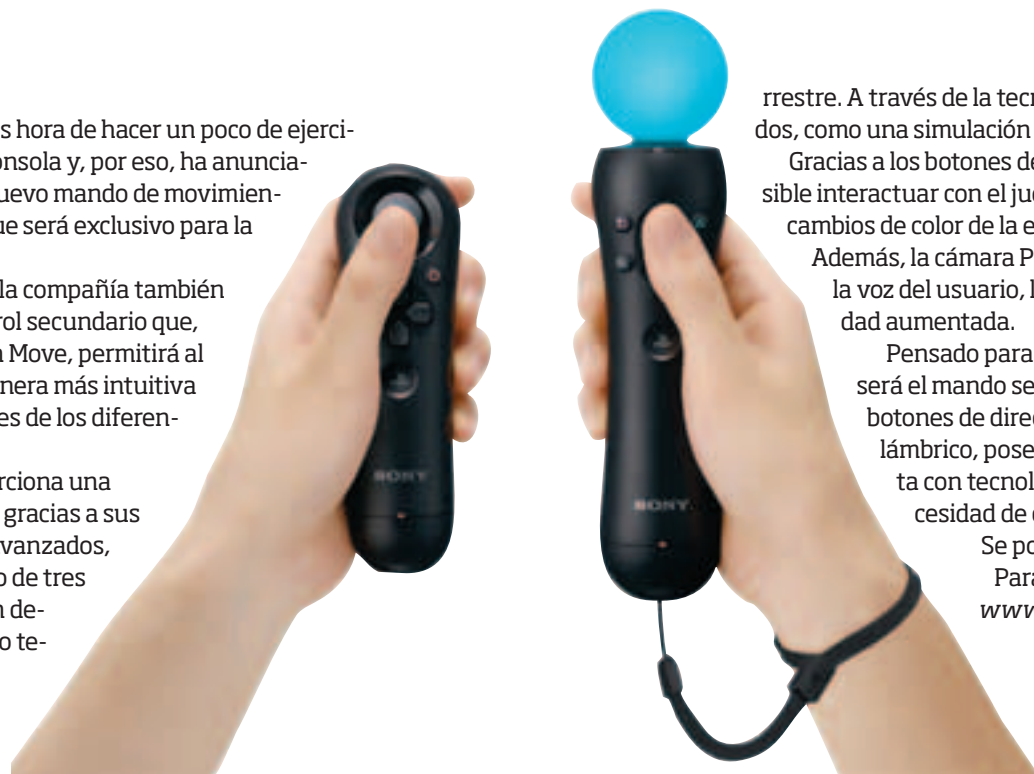 s hora de hacer un poco de ejerci-
onsola y, por eso, ha anuncia-
uevo mando de movimien-
ue será exclusivo para la
la compañía también
rol secundario que,
n Move, permitirá al
nera más intuitiva
es de los diferen-
rciona una
gracias a sus
vanzados,
o de tres
n de-
o te-
SONY
SONY
rrestre. A través de la tecn
dos, como una simulación
Gracias a los botones de
sible interactuar con el jue
cambios de color de la e
Además, la cámara P
la voz del usuario, l
dad aumentada.
Pensado para
será el mando se
botones de direc
lámbrico, pose
ta con tecnol
cesidad de c
Se po
Para
www